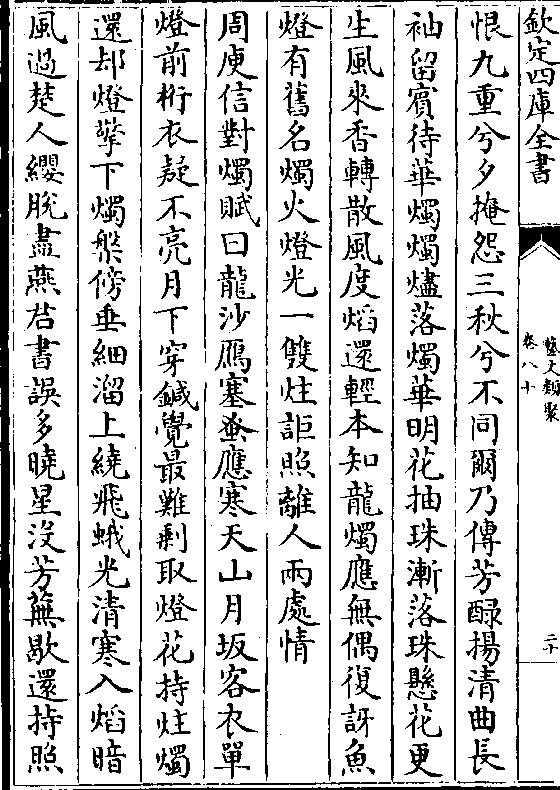 欽定四庫全書
藝文類聚
卷八十
二十
恨九重兮夕掩怨三秋兮不同爾乃傳芳醁揚清曲長
袖留賓待華燭燭燼落燭華明花抽珠漸落珠懸花更
生風來香轉散風度熖還輕本知龍燭應無偶復訝魚
燈有舊名燭火燈光一雙炷詎照離人兩處情
周庾信對燭賦曰龍沙鴈塞蚤應寒天山月坂客衣單
燈前桁衣疑不亮月下穿鍼覺最難剩取燈花持炷燭
還却燈擎下燭槃傍垂細溜上繞飛蛾光清寒入熖暗
風過楚人纓脫盡燕君書誤多曉星没芳蕪歇還持照